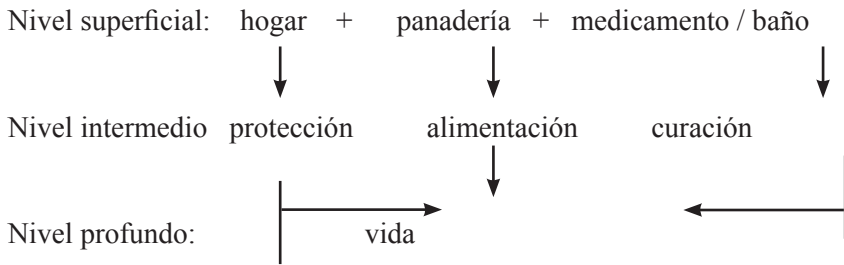 Nivel superficial: hogar + panadería + medicamento / baño
Nivel intermedio protección alimentación curación
Nivel profundo: vida